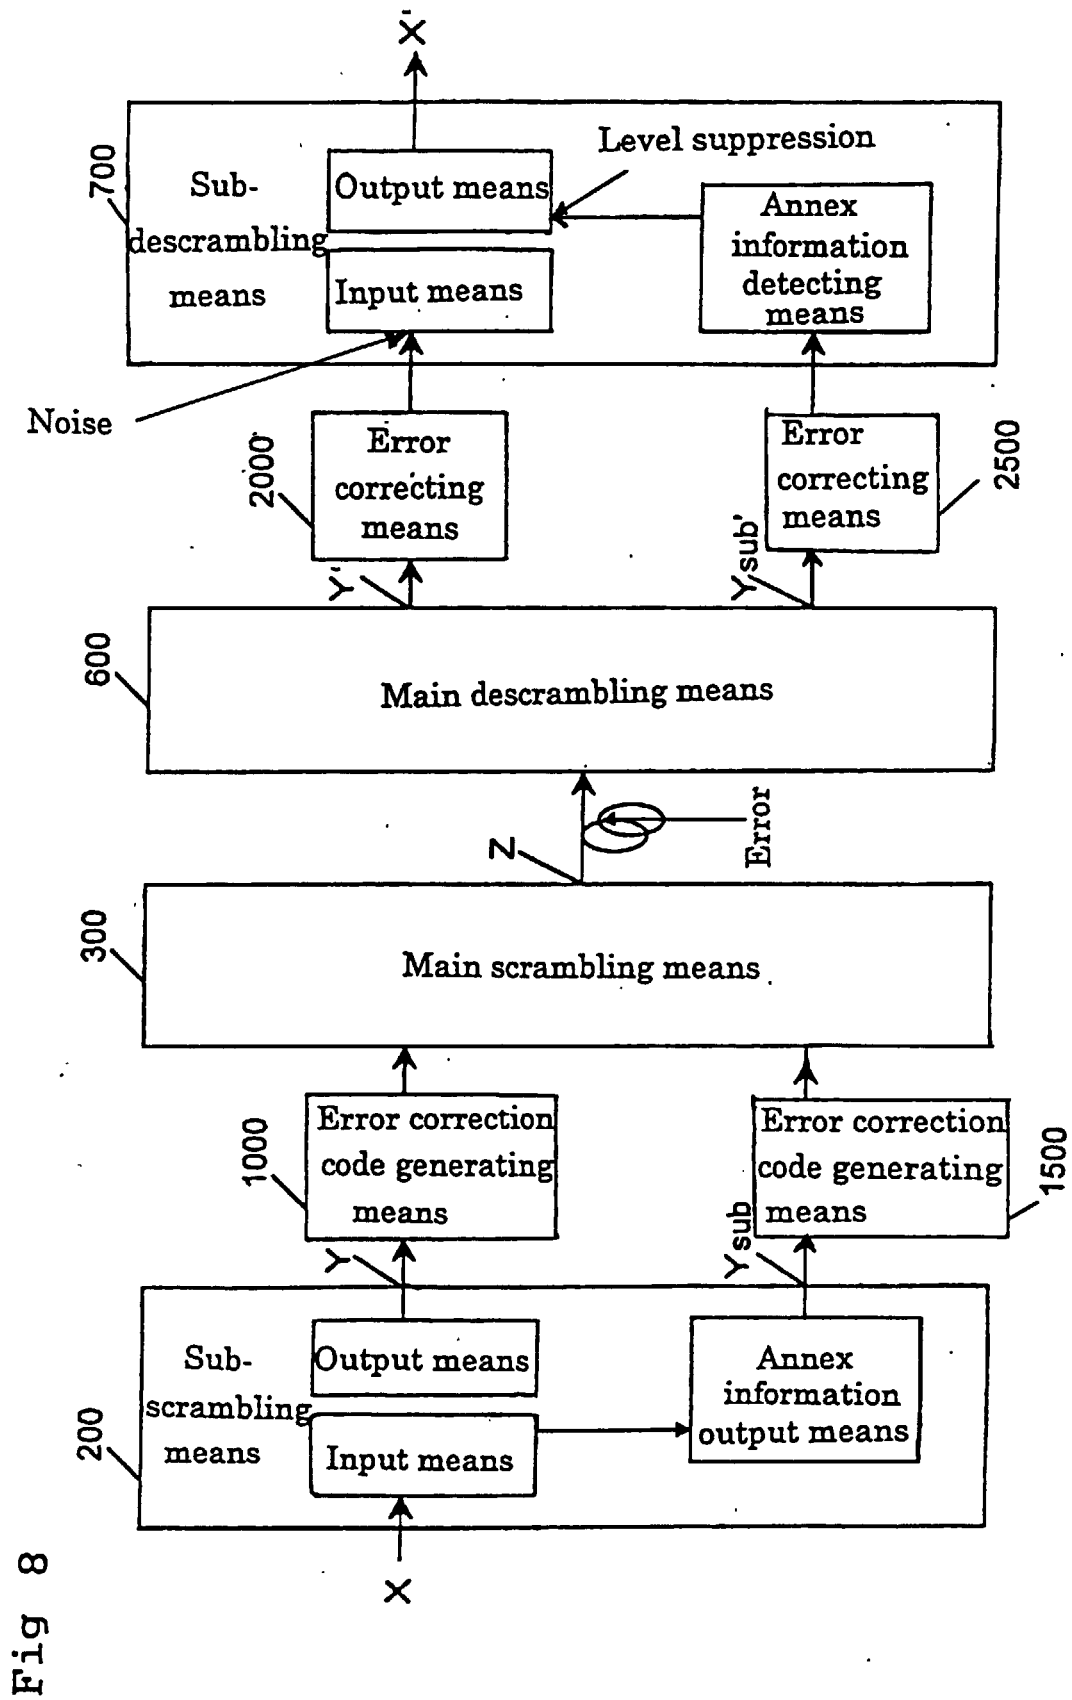 X'
700
Sub-
descrambling
means
Output means
Input means
Level suppression
Annex
information
detecting
means
Noise
2000
Error
correcting
means
Error
correcting
means
2500
Y'
Ysub'
600
Main descrambling means
Z
Error
300
Main scrambling means
1000
Error correction
code generating
means
Error correction
code generating
means
1500
Y
Ysub
200
Sub-
scrambling
means
Output means
Input means
Annex
information
output means
X
Fig 8